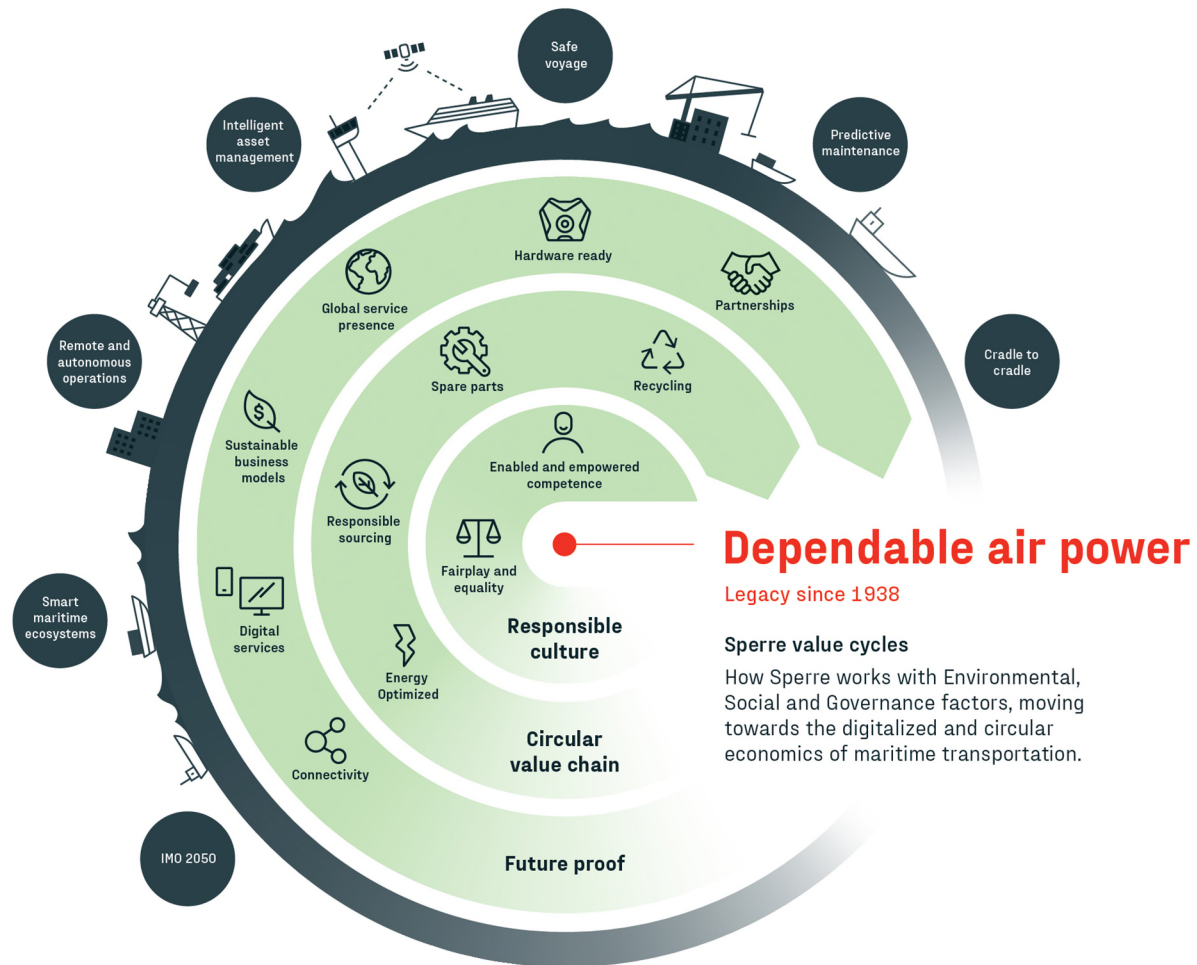 Safe
voyage
Intelligent
asset
management
Predictive
maintenance
Hardware ready
Global service
presence
Partnerships
Remote and
autonomous
operations
Cradle to
cradle
Spare parts
Recycling
Sustainable
business
models
Enabled and empowered
competence
Responsible
sourcing
Fairplay and
equality
Dependable air power
Legacy since 1938
Smart
maritime
ecosystems
Digital
services
Responsible
culture
Sperre value cycles
How Sperre works with Environmental,
Social and Governance factors, moving
towards the digitalized and circular
economics of maritime transportation.
Energy
Optimized
Circular
value chain
Connectivity
IMO 2050
Future proof
$